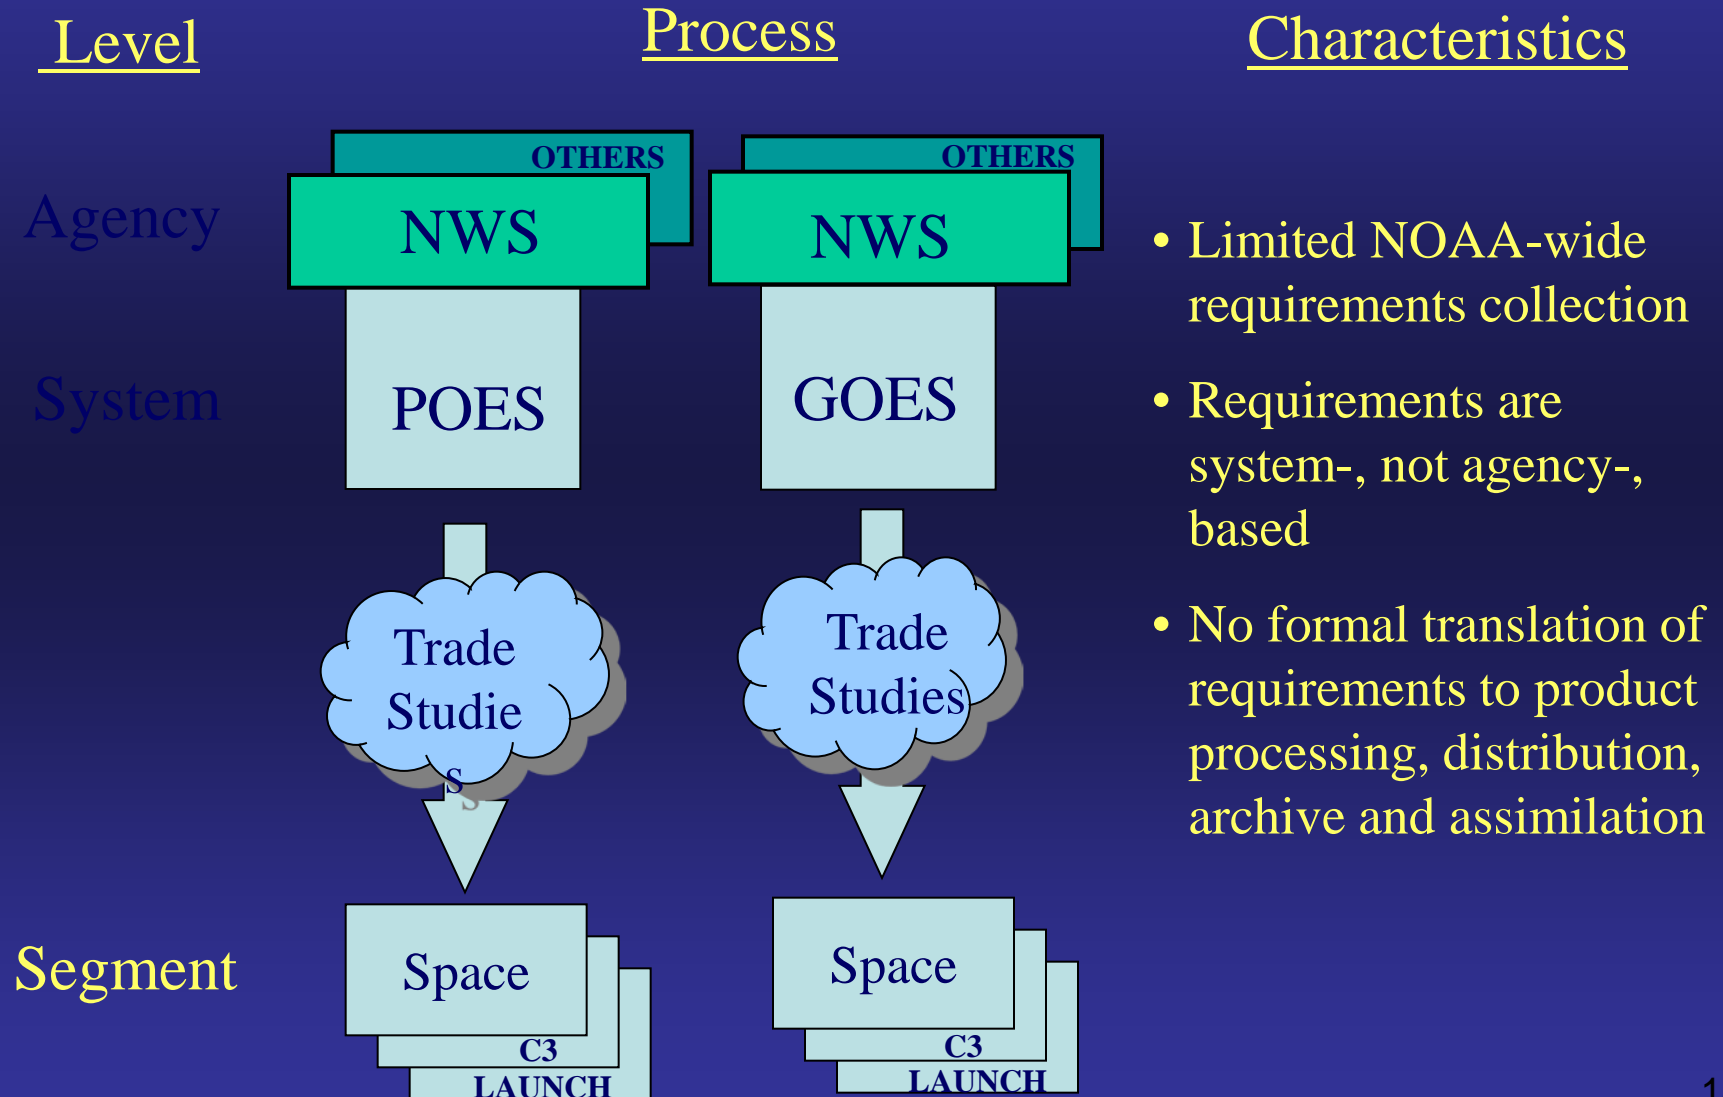 Level
Process
Characteristics
OTHERS
OTHERS
Agency
NWS
NWS
System
POES
GOES
Trade
Studie
s
Trade
Studies
Segment
Space
C3
LAUNCH
Space
C3
LAUNCH
• Limited NOAA-wide
requirements collection
• Requirements are
system-, not agency-,
based
• No formal translation of
requirements to product
processing, distribution,
archive and assimilation
1